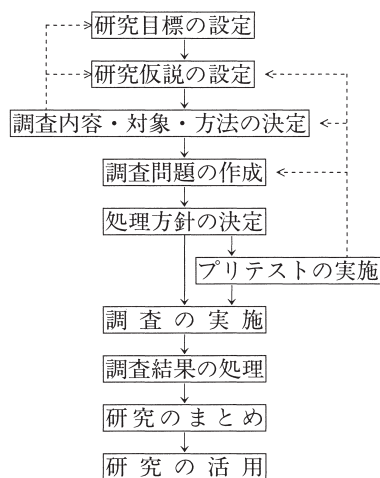 研究目標の設定
研究仮説の設定
調査内容・対象・方法の決定
調査問題の作成
処理方針の決定
プリテストの実施
調査の実施
調査結果の処理
研究のまとめ
研究の活用